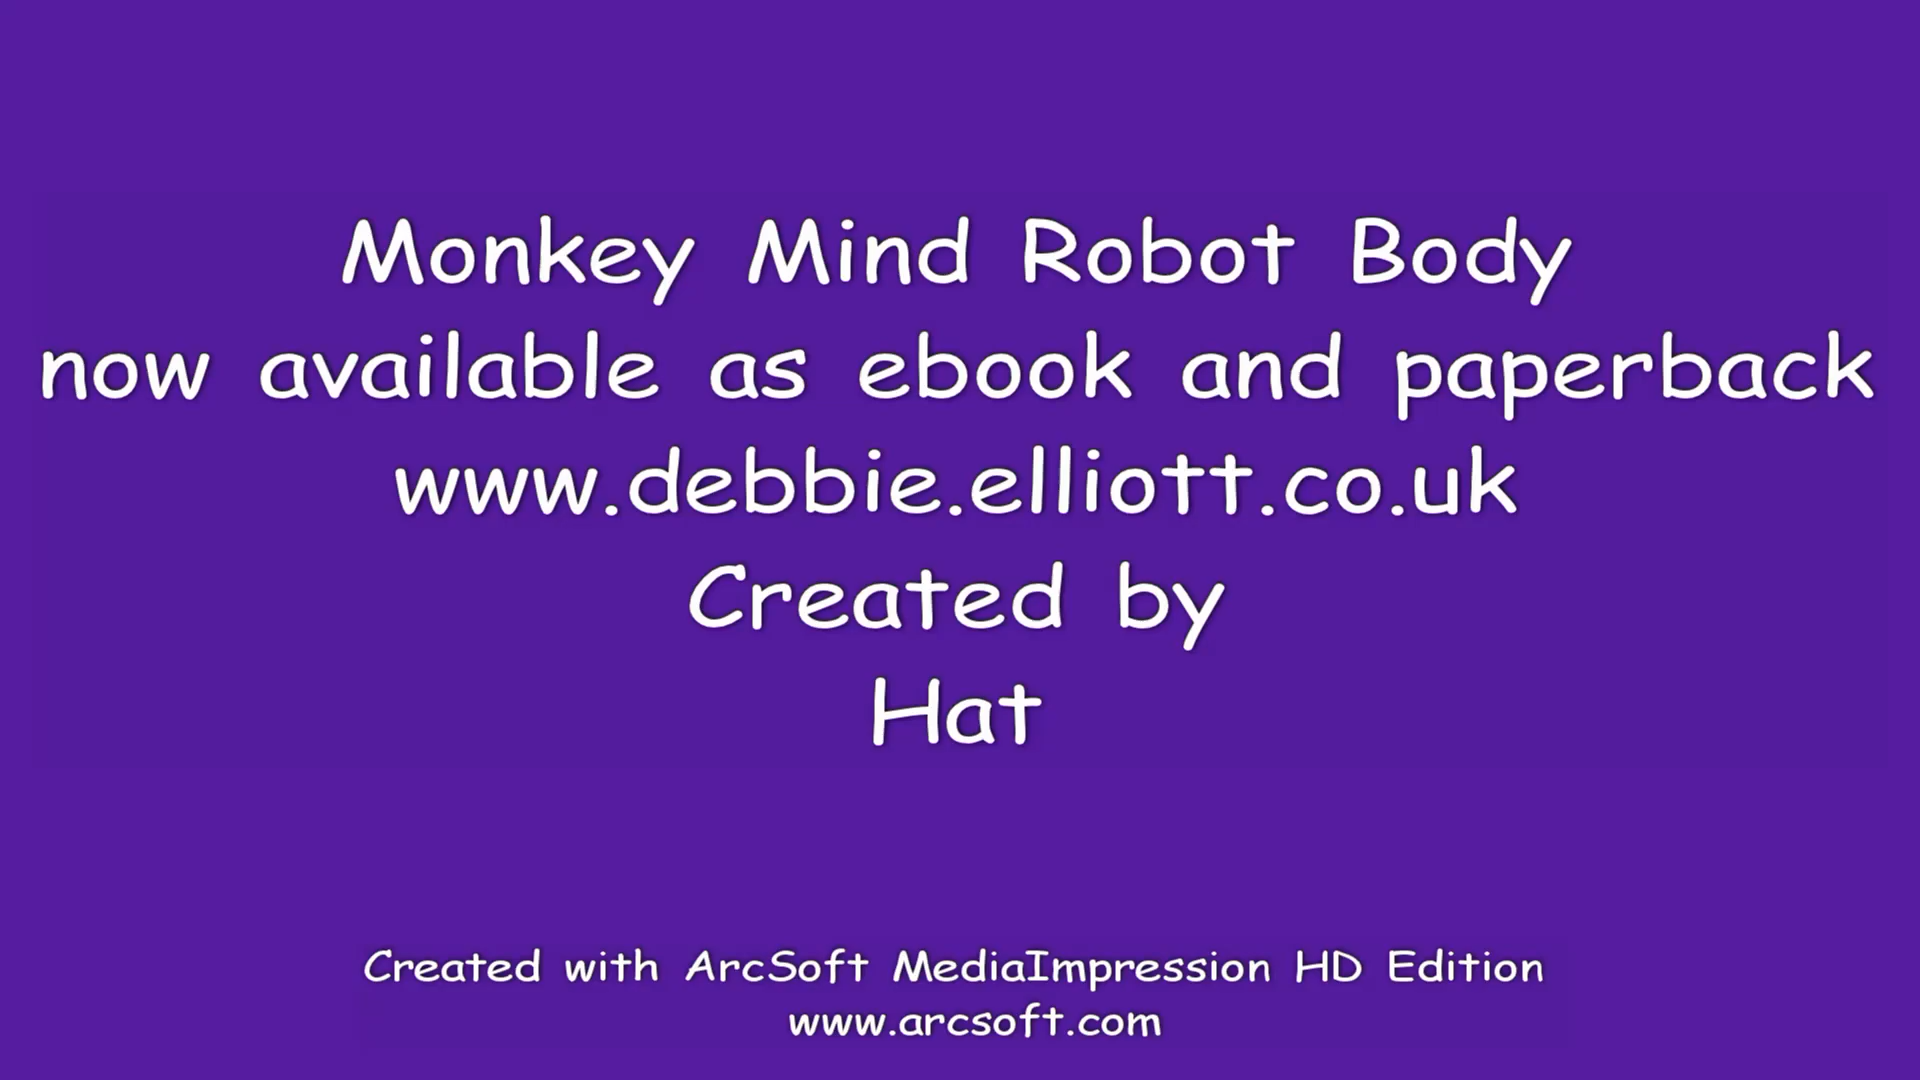 Monkey Mind Robot Body
now available as ebook and paperback
www.debbie.elliott.co.uk
Created by
Hat
Created with ArcSoft MediaImpression HD Edition
www.arcsoft.com